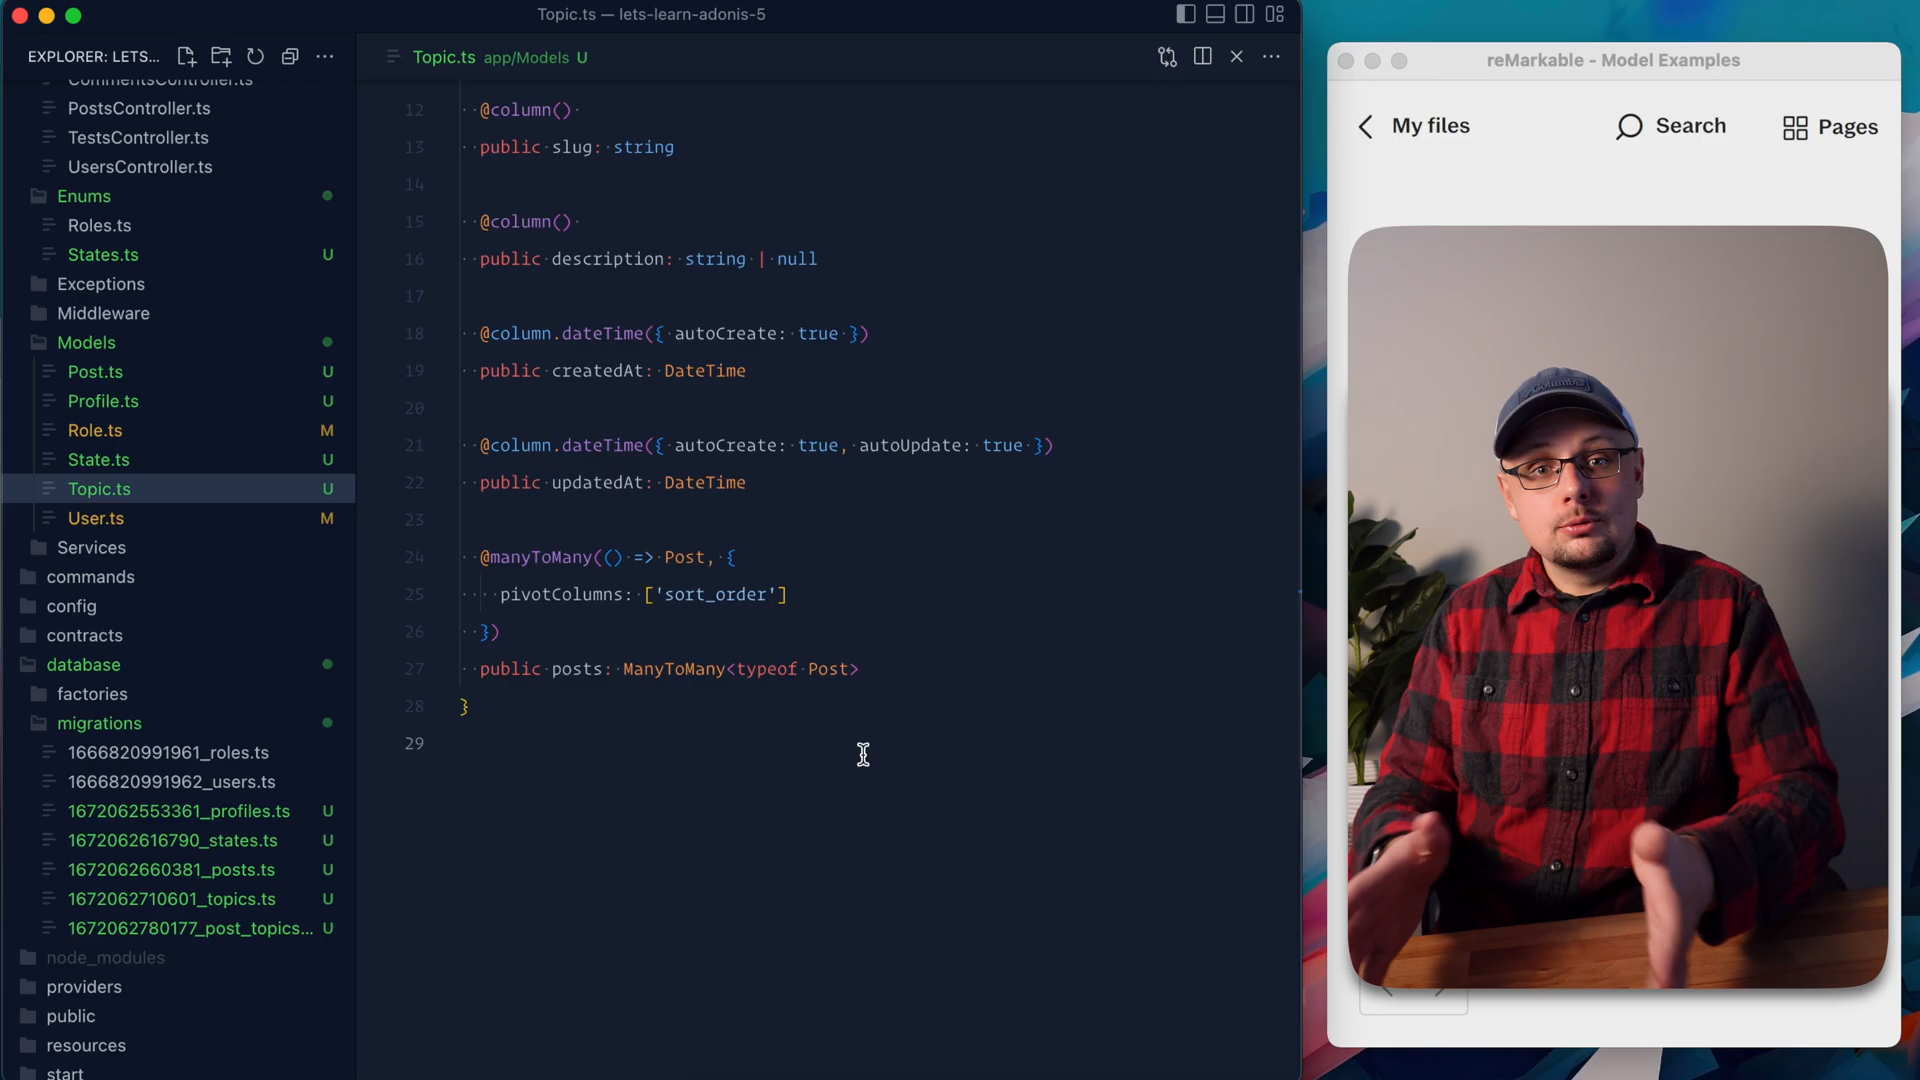 Topic.ts — lets-learn-adonis-5
EXPLORER: LETS...
CommentsController.ts
PostsController.ts
TestsController.ts
UsersController.ts
Enums
Roles.ts
States.ts U
Exceptions
Middleware
Models
Post.ts U
Profile.ts U
Role.ts M
State.ts U
Topic.ts U
User.ts M
Services
commands
config
contracts
database
factories
migrations
1666820991961_roles.ts
1666820991962_users.ts
1672062553361_profiles.ts U
1672062616790_states.ts U
1672062660381_posts.ts U
1672062710601_topics.ts U
1672062780177_post_topics... U
node_modules
providers
public
resources
start
Topic.ts app/Models U
12 @column()
13 public slug: string
14
15 @column()
16 public description: string | null
17
18 @column.dateTime({ autoCreate: true })
19 public createdAt: DateTime
20
21 @column.dateTime({ autoCreate: true, autoUpdate: true })
22 public updatedAt: DateTime
23
24 @manyToMany(() => Post, {
25 pivotColumns: ['sort_order']
26 })
27 public posts: ManyToMany<typeof Post>
28 }
29
reMarkable - Model Examples
My files
Search
Pages
Columbia